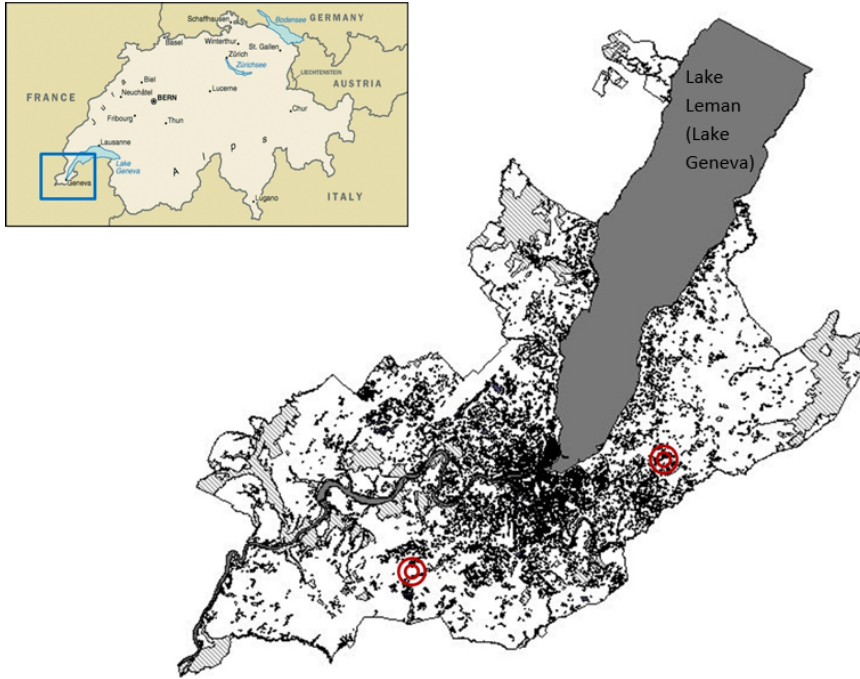 Schaffhausen
GERMANY
Bodensee
Basel
Winterthur
St. Gallen
Zürich
Zürichsee
LIECHTENSTEIN
AUSTRIA
FRANCE
Biel
Neuchâtel
BERN
Lucerne
Chur
Fribourg
Thun
Lausanne
Lake
Geneva
A l p s
Geneva
Lugano
ITALY
Lake
Leman
(Lake
Geneva)